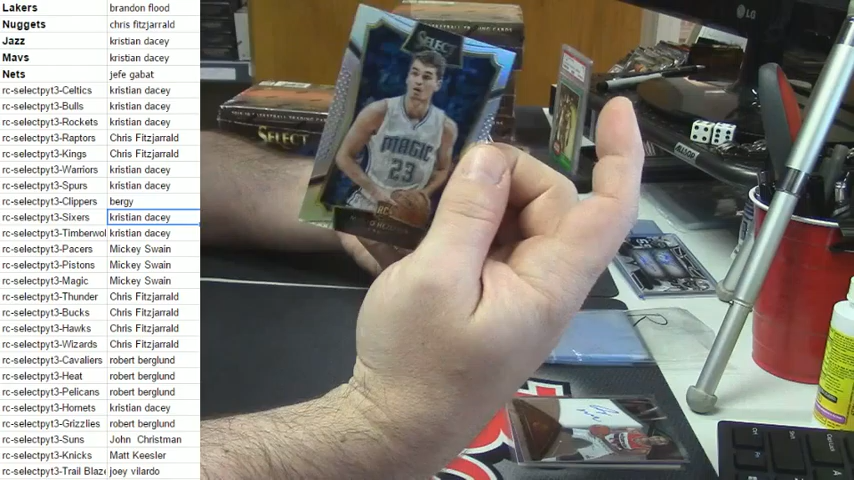 Lakers brandon flood
Nuggets chris fitzjarrald
Jazz kristian dacey
Mavs kristian dacey
Nets jefe gabat
rc-selectpyt3-Celtics kristian dacey
rc-selectpyt3-Bulls kristian dacey
rc-selectpyt3-Rockets kristian dacey
rc-selectpyt3-Raptors Chris Fitzjarrald
rc-selectpyt3-Kings Chris Fitzjarrald
rc-selectpyt3-Warriors kristian dacey
rc-selectpyt3-Spurs kristian dacey
rc-selectpyt3-Clippers bergy
rc-selectpyt3-Sixers kristian dacey
rc-selectpyt3-Timberwol kristian dacey
rc-selectpyt3-Pacers Mickey Swain
rc-selectpyt3-Pistons Mickey Swain
rc-selectpyt3-Magic Mickey Swain
rc-selectpyt3-Thunder Chris Fitzjarrald
rc-selectpyt3-Bucks Chris Fitzjarrald
rc-selectpyt3-Hawks Chris Fitzjarrald
rc-selectpyt3-Wizards Chris Fitzjarrald
rc-selectpyt3-Cavaliers robert berglund
rc-selectpyt3-Heat robert berglund
rc-selectpyt3-Pelicans robert berglund
rc-selectpyt3-Hornets kristian dacey
rc-selectpyt3-Grizzlies robert berglund
rc-selectpyt3-Suns John Christman
rc-selectpyt3-Knicks Matt Keesler
rc-selectpyt3-Trail Blaze joey vilardo
SELECT
MAGIC
23
SELECT
LG